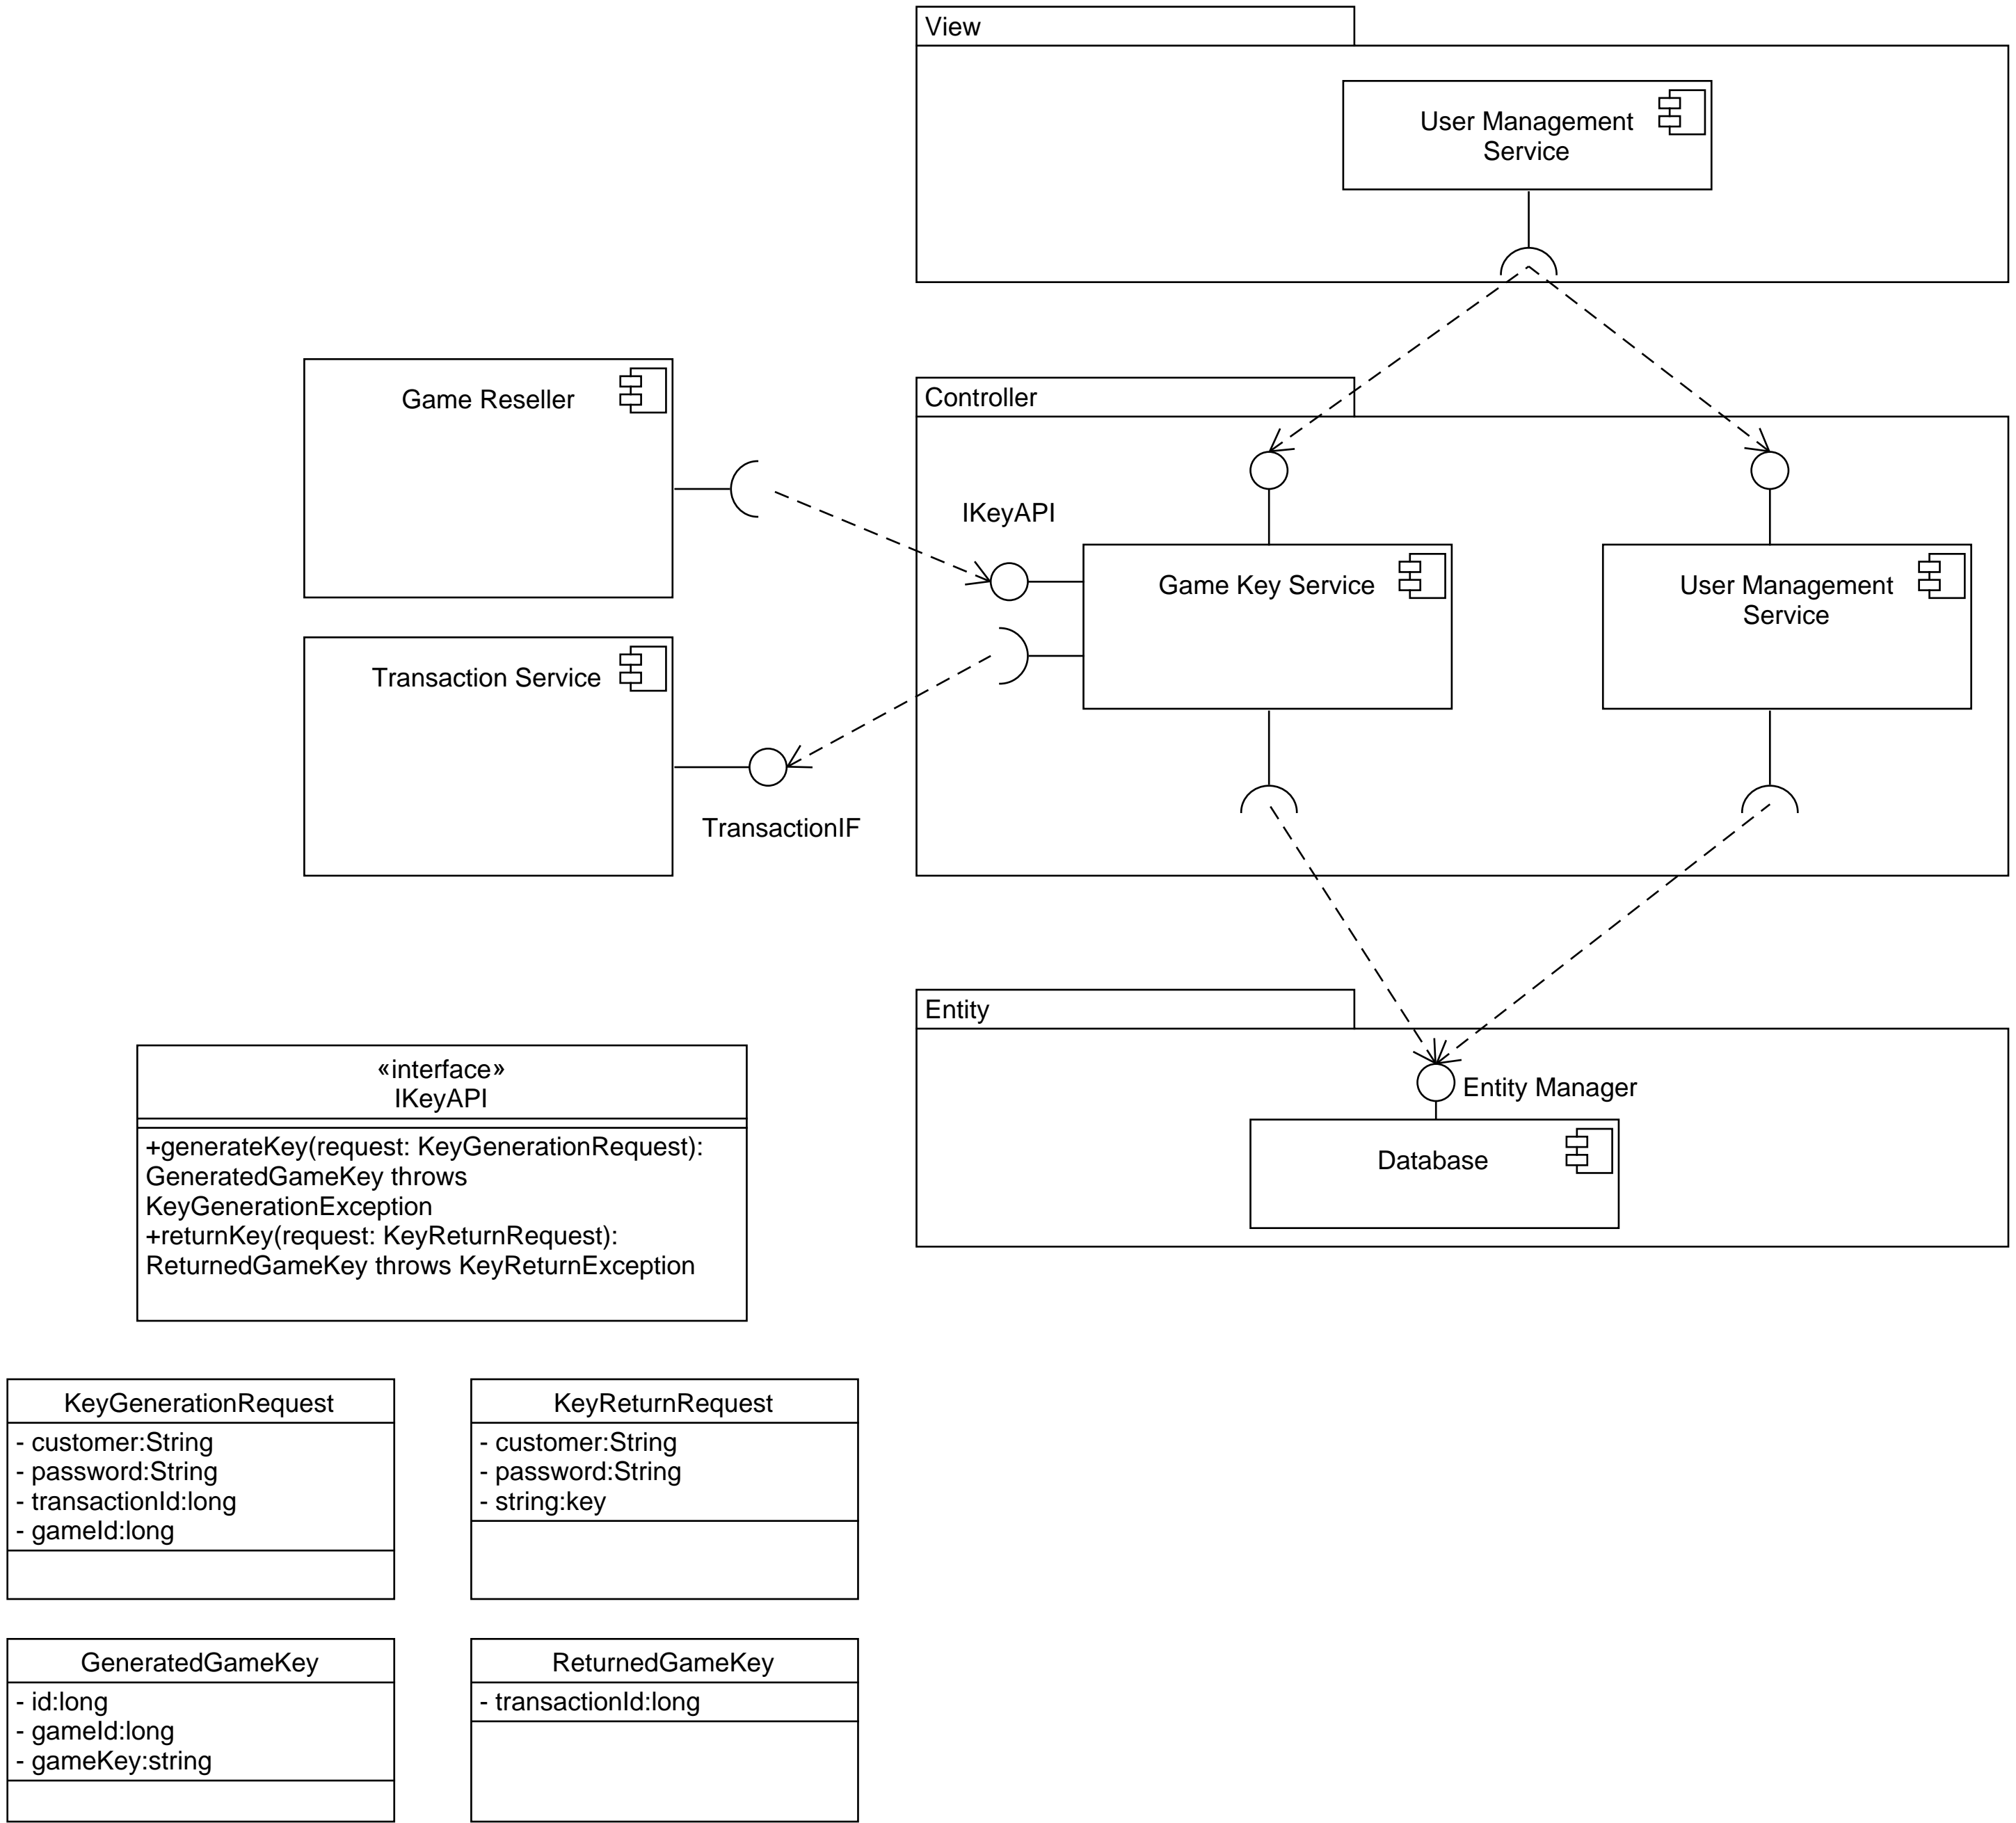 View
User Management
Service
Game Reseller
Controller
IKeyAPI
Game Key Service
User Management
Service
Transaction Service
TransactionIF
Entity
Entity Manager
Database
«interface»
IKeyAPI
+generateKey(request: KeyGenerationRequest):
GeneratedGameKey throws
KeyGenerationException
+returnKey(request: KeyReturnRequest):
ReturnedGameKey throws KeyReturnException
KeyGenerationRequest
- customer:String
- password:String
- transactionId:long
- gameId:long
KeyReturnRequest
- customer:String
- password:String
- string:key
GeneratedGameKey
- id:long
- gameId:long
- gameKey:string
ReturnedGameKey
- transactionId:long